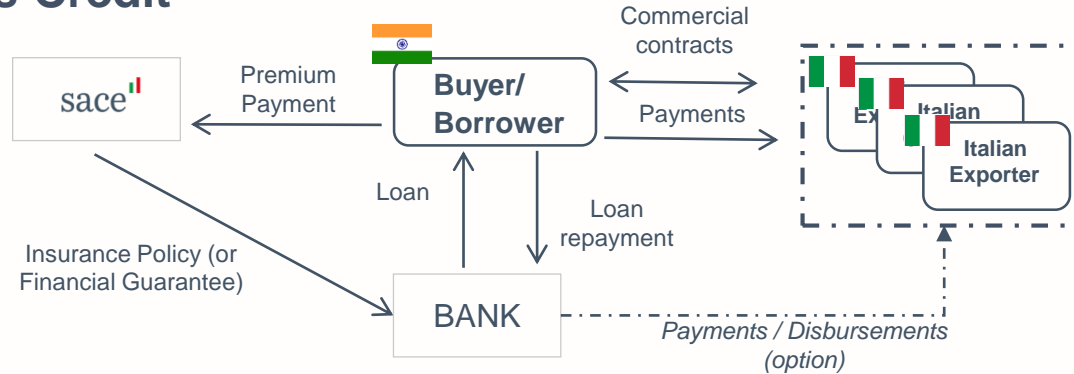 s Credit
Commercial
contracts
sace
Premium
Payment
Buyer/
Borrower
Payments
Italian
Italian
Exporter
Loan
Loan
repayment
Insurance Policy (or
Financial Guarantee)
BANK
Payments / Disbursements
(option)